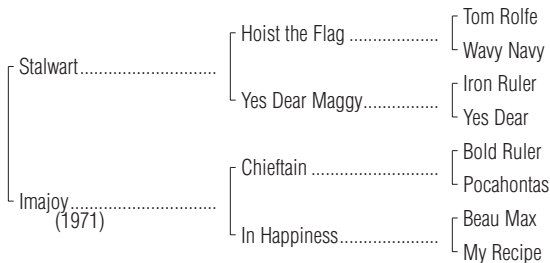 Tom Rolfe
Hoist the Flag ....................
Wavy Navy
Stalwart..............................
Iron Ruler
Yes Dear Maggy.................
Yes Dear
Bold Ruler
Chieftain ............................
Pocahontas
Imajoy................................
(1971)
Beau Max
In Happiness......................
My Recipe